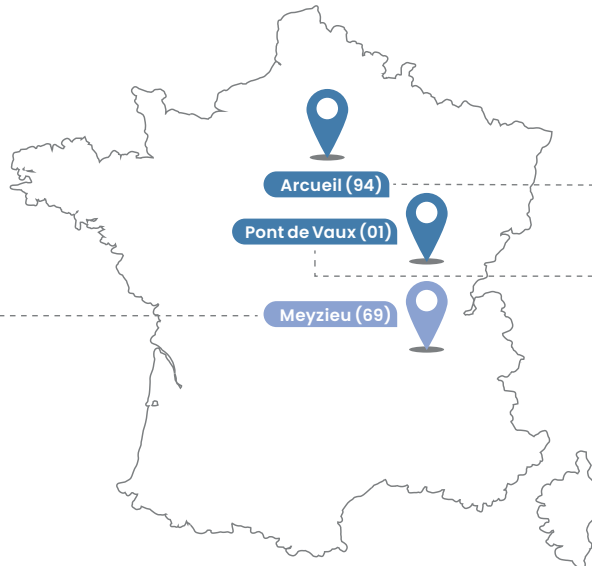 Arcueil (94)
Pont de Vaux (01)
Meyzieu (69)